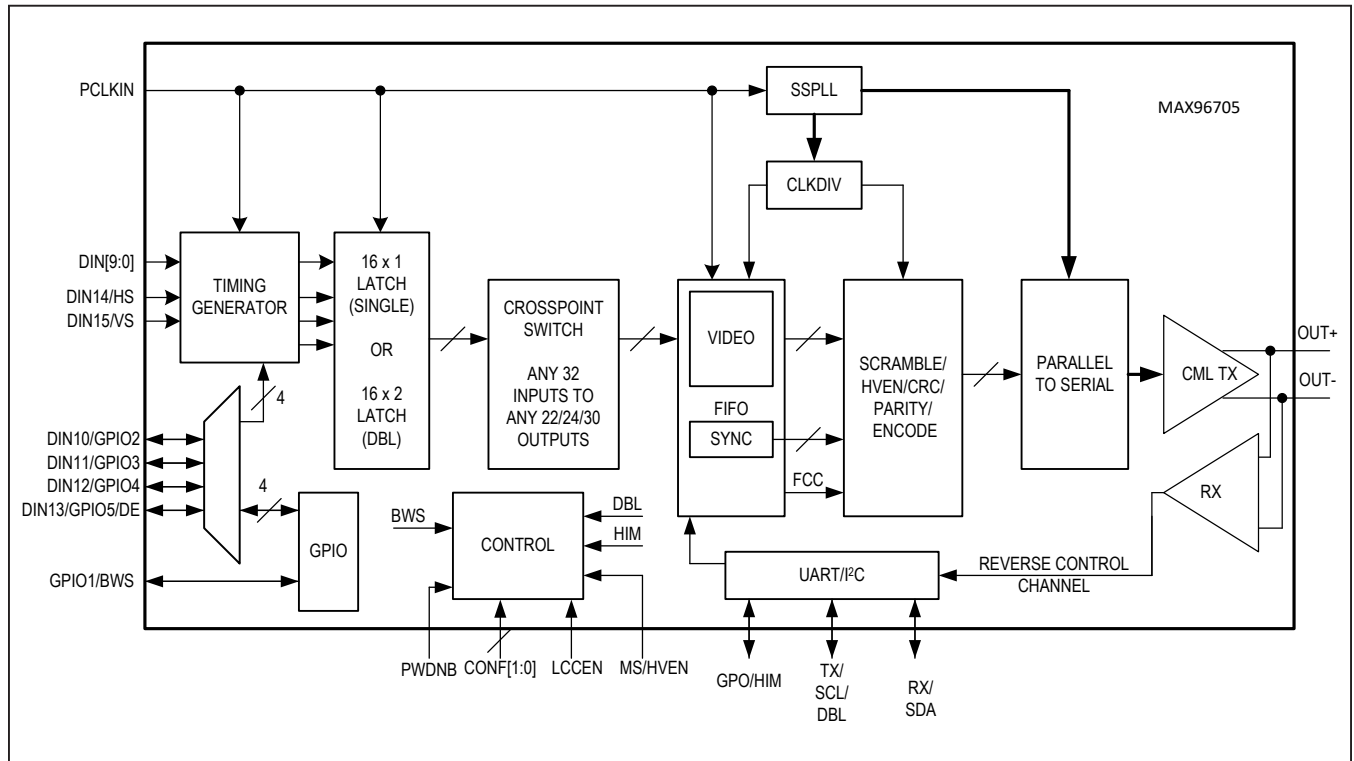 PCLKIN
SSPLL
MAX96705
CLKDIV
DIN[9:0]
DIN14/HS
DIN15/VS
TIMING
GENERATOR
16 x 1
LATCH
(SINGLE)
OR
16 x 2
LATCH
(DBL)
CROSSPOINT
SWITCH
ANY 32
INPUTS TO
ANY 22/24/30
OUTPUTS
VIDEO
FIFO
SYNC
FCC
SCRAMBLE/
HVEN/CRC/
PARITY/
ENCODE
PARALLEL
TO SERIAL
CML TX
OUT+
OUT-
RX
4
DIN10/GPIO2
DIN11/GPIO3
DIN12/GPIO4
DIN13/GPIO5/DE
4
GPIO
GPIO1/BWS
BWS
CONTROL
DBL
HIM
UART/I²C
REVERSE CONTROL
CHANNEL
PWDNB
CONF[1:0]
LCCEN
MS/HVEN
GPO/HIM
TX/
SCL/
DBL
RX/
SDA